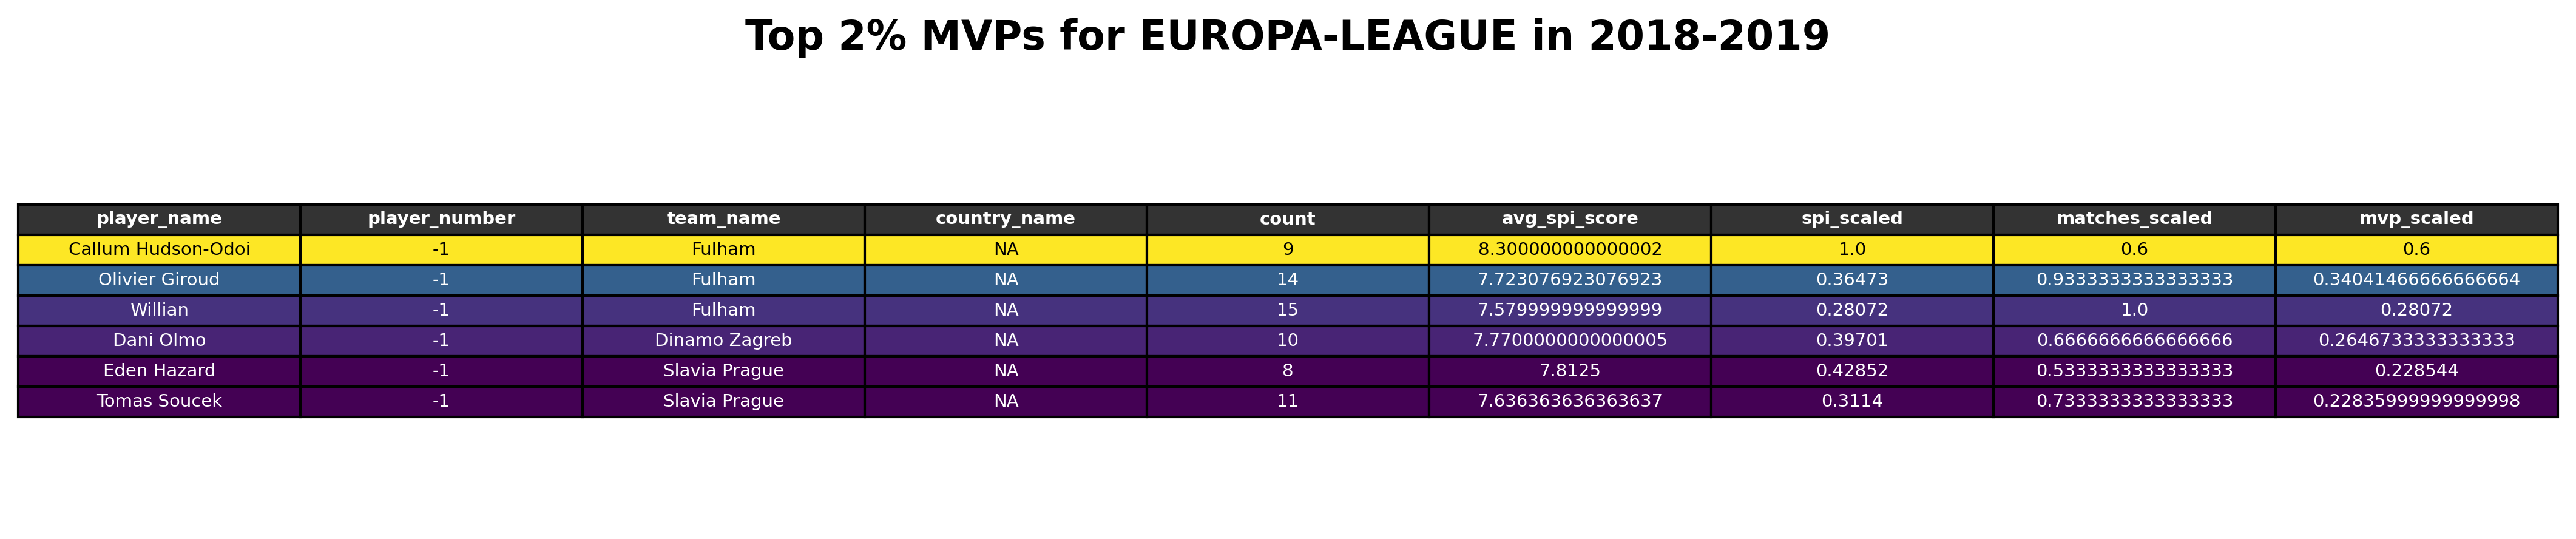 Top 2% MVPs for EUROPA-LEAGUE in 2018-2019
player_name player_number team_name country_name count avg_spi_score spi_scaled matches_scaled mvp_scaled
Callum Hudson-Odoi -1 Fulham NA 9 8.300000000000002 1.0 0.6 0.6
Olivier Giroud -1 Fulham NA 14 7.723076923076923 0.36473 0.9333333333333333 0.34041466666666664
Willian -1 Fulham NA 15 7.579999999999999 0.28072 1.0 0.28072
Dani Olmo -1 Dinamo Zagreb NA 10 7.7700000000000005 0.39701 0.6666666666666666 0.2646733333333333
Eden Hazard -1 Slavia Prague NA 8 7.8125 0.42852 0.5333333333333333 0.228544
Tomas Soucek -1 Slavia Prague NA 11 7.636363636363637 0.3114 0.7333333333333333 0.22835999999999998